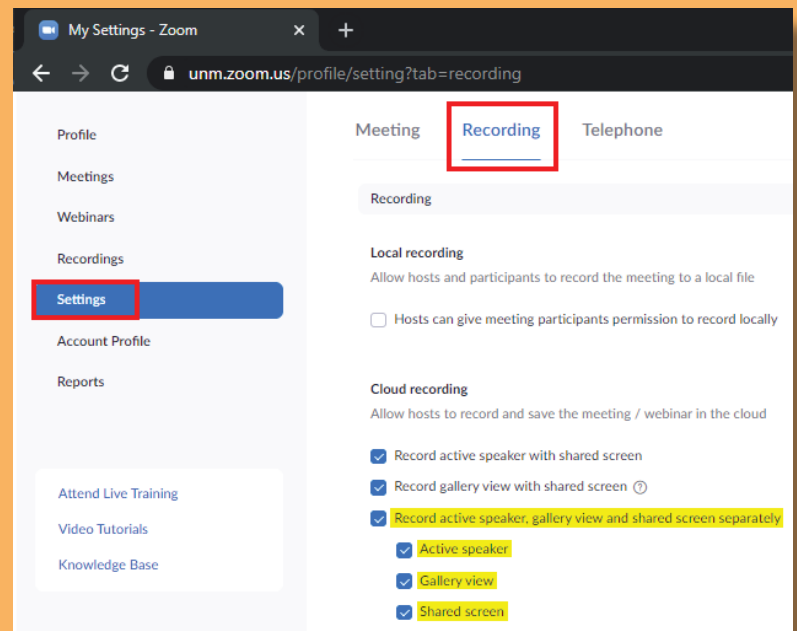 My Settings - Zoom
unm.zoom.us/profile/setting?tab=recording
Profile
Meetings
Webinars
Recordings
Settings
Account Profile
Reports
Attend Live Training
Video Tutorials
Knowledge Base
Meeting Recording Telephone
Recording
Local recording
Allow hosts and participants to record the meeting to a local file
Hosts can give meeting participants permission to record locally
Cloud recording
Allow hosts to record and save the meeting / webinar in the cloud
Record active speaker with shared screen
Record gallery view with shared screen ?
Record active speaker, gallery view and shared screen separately
Active speaker
Gallery view
Shared screen